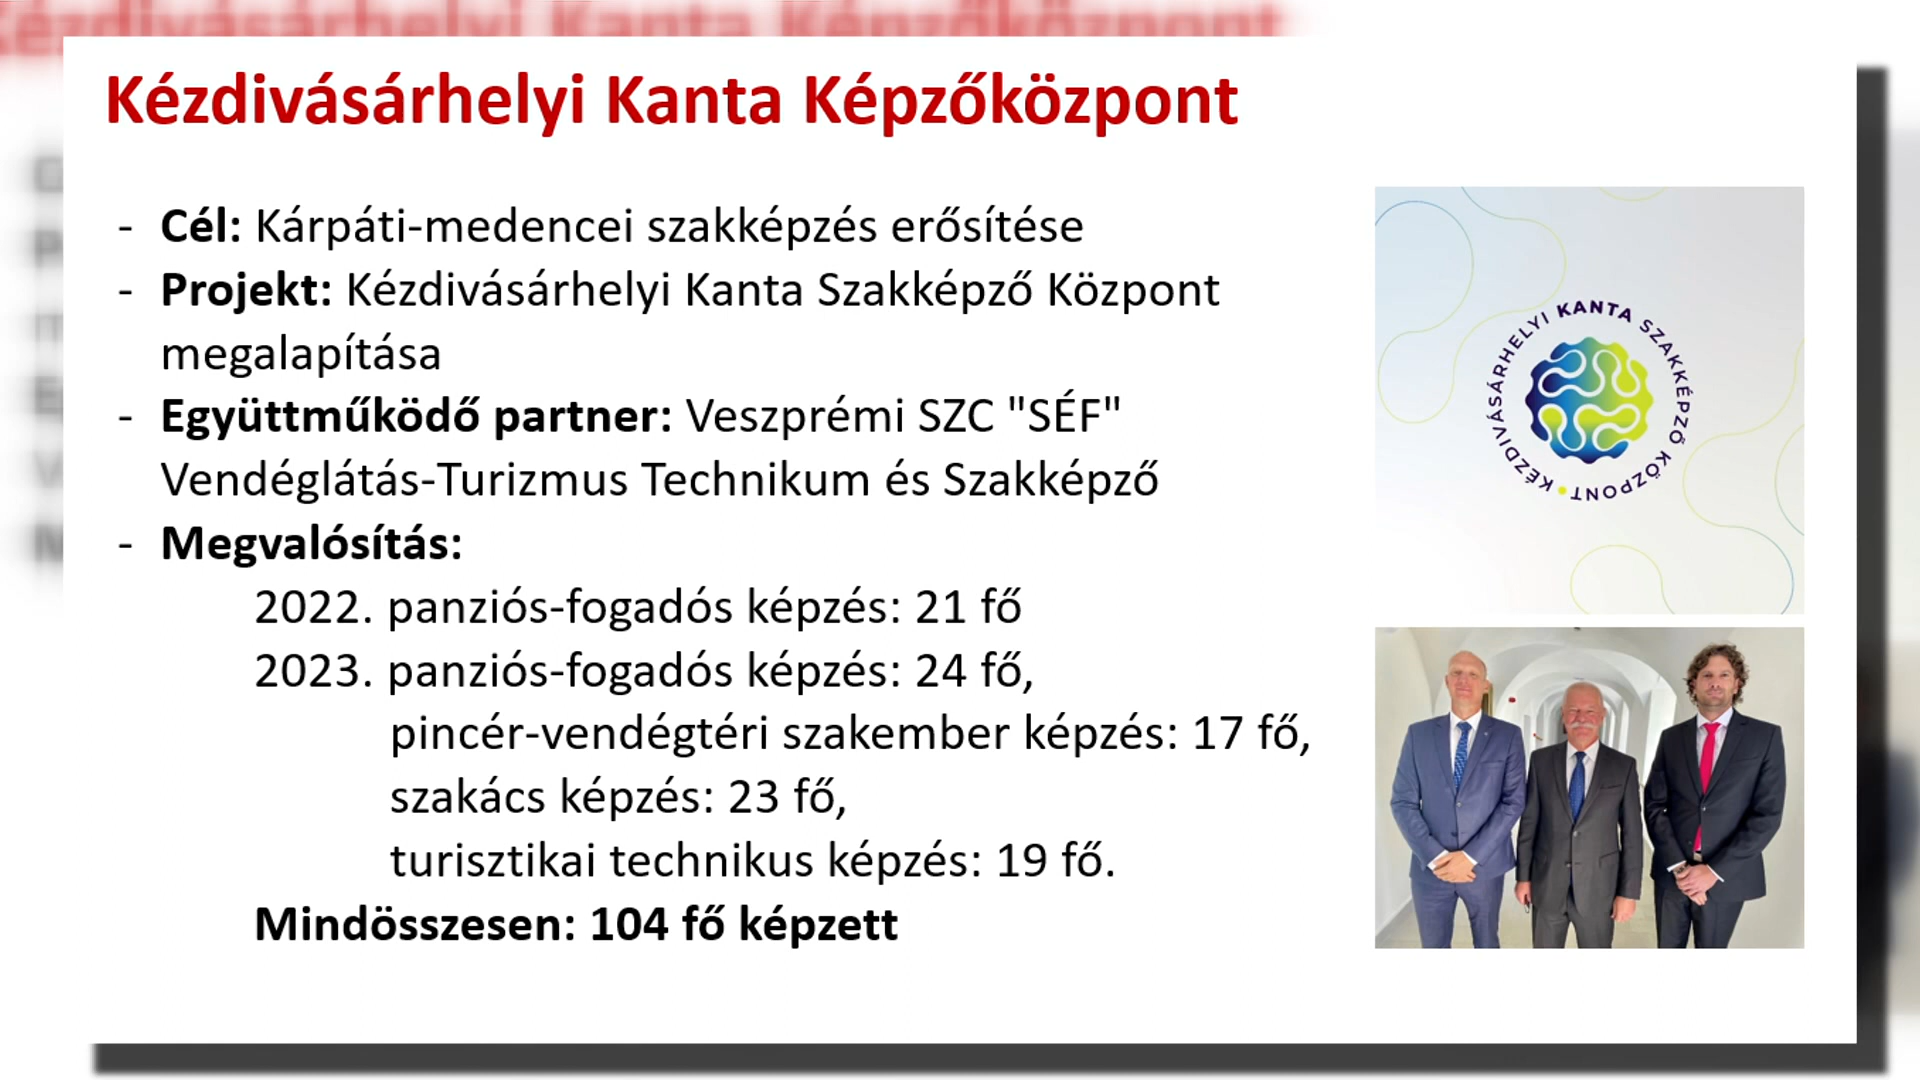 Kézdivásárhelyi Kanta Képzőközpont
- Cél: Kárpáti-medencei szakképzés erősítése
- Projekt: Kézdivásárhelyi Kanta Szakképző Központ
megalapítása
- Együttműködő partner: Veszprémi SZC "SÉF"
Vendéglátás-Turizmus Technikum és Szakképző
- Megvalósítás:
2022. panziós-fogadós képzés: 21 fő
2023. panziós-fogadós képzés: 24 fő,
pincér-vendégtéri szakember képzés: 17 fő,
szakács képzés: 23 fő,
turisztikai technikus képzés: 19 fő.
Mindösszesen: 104 fő képzett
KÉZDIVÁSÁRHELYI KANTA SZAKKÉPZŐ KÖZPONT •